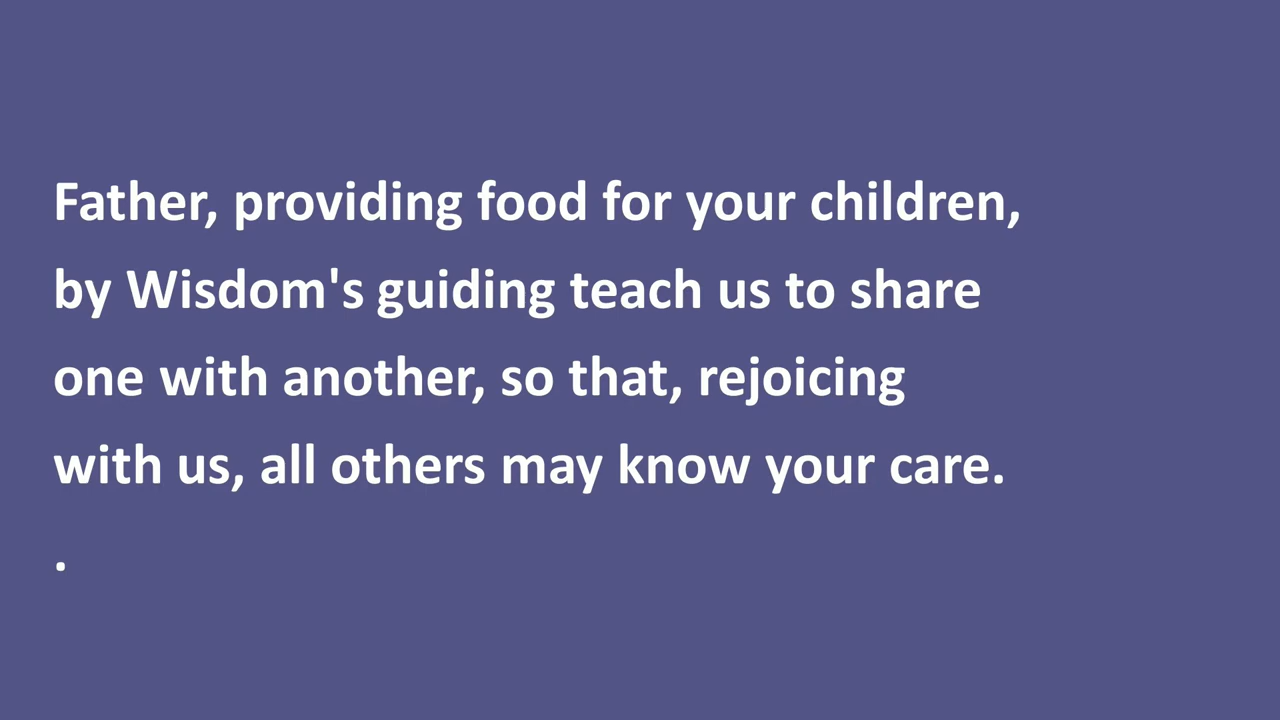 Father, providing food for your children,
by Wisdom's guiding teach us to share
one with another, so that, rejoicing
with us, all others may know your care.
.